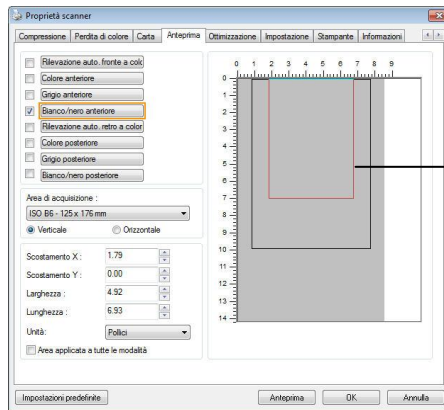 Proprietà scanner
Compressione Perdita di colore Carta Anteprima Ottimizzazione Impostazione Stampante Informazioni
Rilevazione auto. fronte a colo
Colore anteriore
Grigio anteriore
Bianco/nero anteriore
Rilevazione auto. retro a color
Colore posteriore
Grigio posteriore
Bianco/nero posteriore
Area di acquisizione :
ISO B6 - 125 x 176 mm
Verticale Orizzontale
Scostamento X : 1.79
Scostamento Y : 0.00
Larghezza : 4.92
Lunghezza : 6.93
Unità: Pollici
Area applicata a tutte le modalità
0 1 2 3 4 5 6 7 8 9
0
1
2
3
4
5
6
7
8
9
10
11
12
13
14
Impostazioni predefinite Anteprima OK Annulla